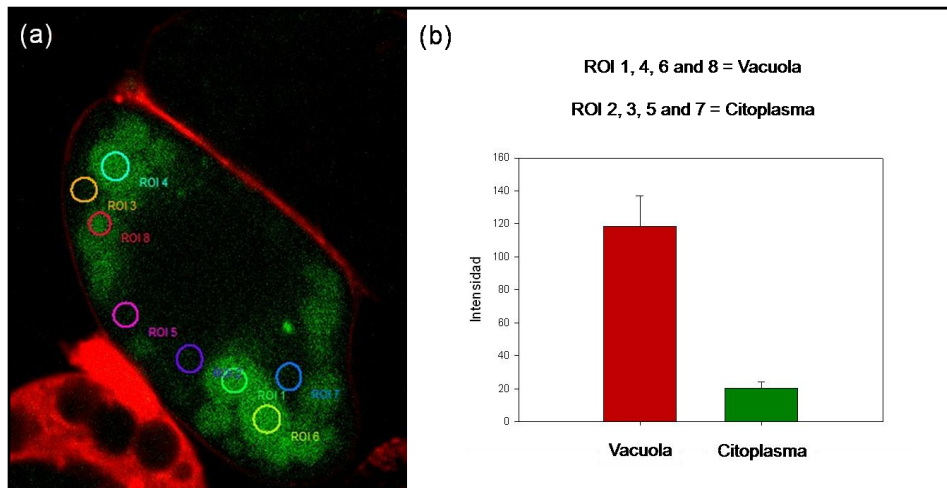 (a)
ROI 4
ROI 3
ROI 8
ROI 5
ROI 1
ROI 7
ROI 6
(b)
ROI 1, 4, 6 and 8 = Vacuola
ROI 2, 3, 5 and 7 = Citoplasma
Intensidad
160
140
120
100
80
60
40
20
0
Vacuola
Citoplasma